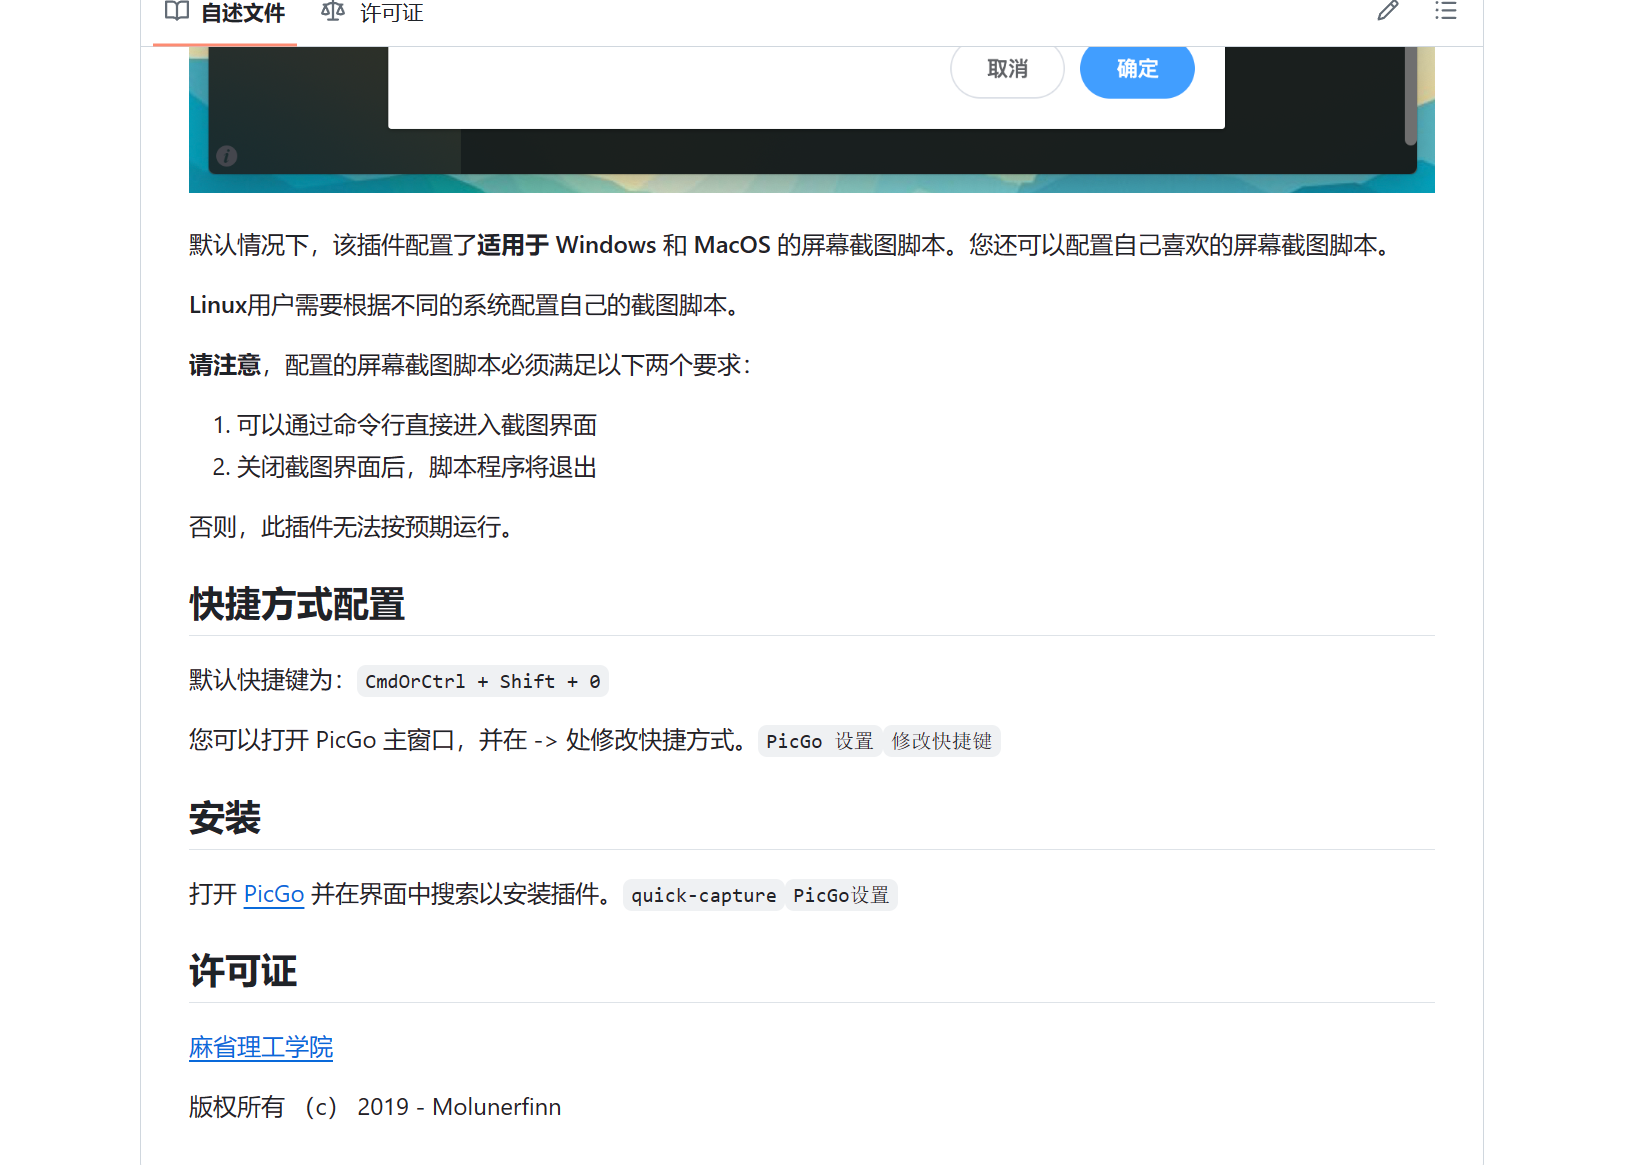 自述文件 许可证
取消 确定
i
默认情况下，该插件配置了适用于 Windows 和 MacOS 的屏幕截图脚本。您还可以配置自己喜欢的屏幕截图脚本。
Linux用户需要根据不同的系统配置自己的截图脚本。
请注意，配置的屏幕截图脚本必须满足以下两个要求：
1. 可以通过命令行直接进入截图界面
2. 关闭截图界面后，脚本程序将退出
否则，此插件无法按预期运行。
快捷方式配置
默认快捷键为： CmdOrCtrl + Shift + 0
您可以打开 PicGo 主窗口，并在 -> 处修改快捷方式。 PicGo 设置 修改快捷键
安装
打开 PicGo 并在界面中搜索以安装插件。 quick-capture PicGo设置
许可证
麻省理工学院
版权所有 （c） 2019 - Molunerfinn